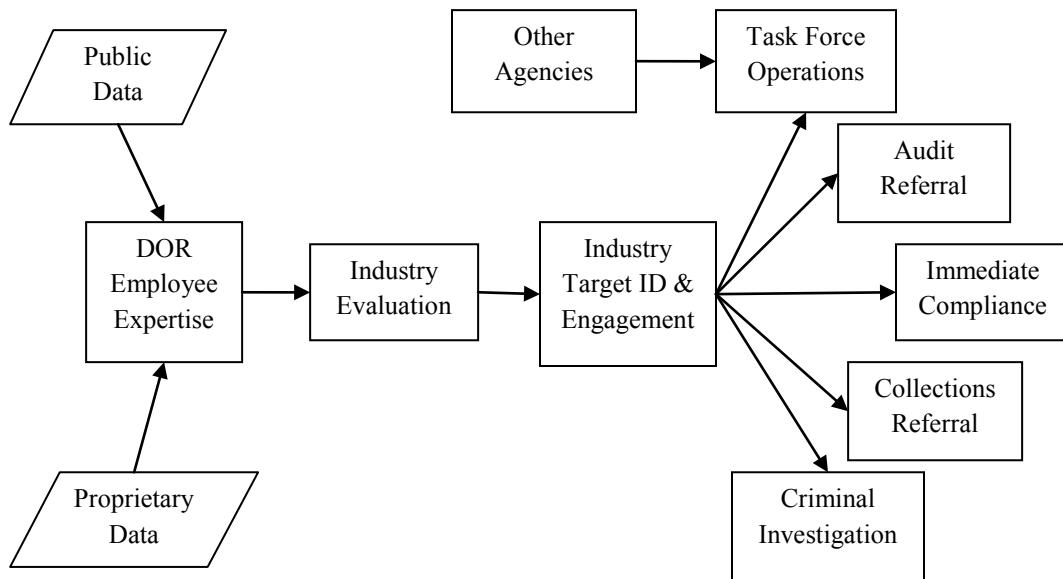 Public
Data
Other
Agencies
Task Force
Operations
Audit
Referral
DOR
Employee
Expertise
Industry
Evaluation
Industry
Target ID &
Engagement
Immediate
Compliance
Collections
Referral
Proprietary
Data
Criminal
Investigation